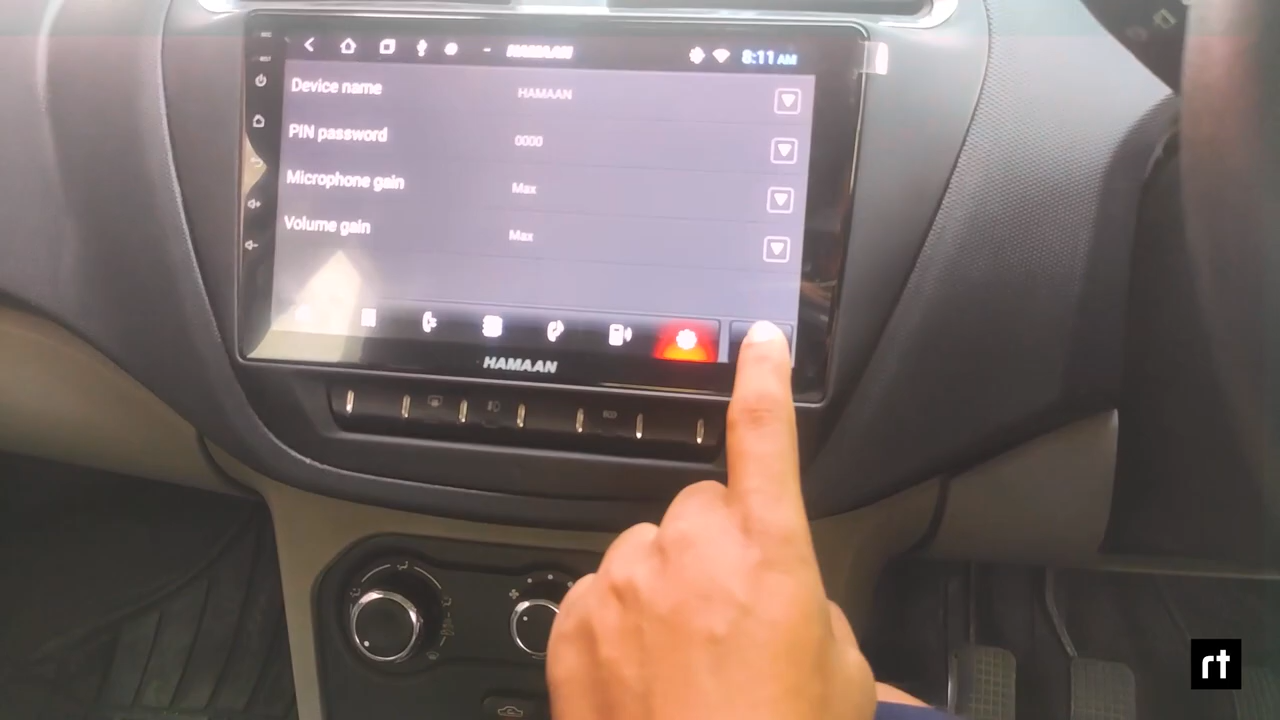 HAMAAN
8:11 AM
Device name
HAMAAN
PIN password
0000
Microphone gain
Max
Volume gain
Max
HAMAAN
rt